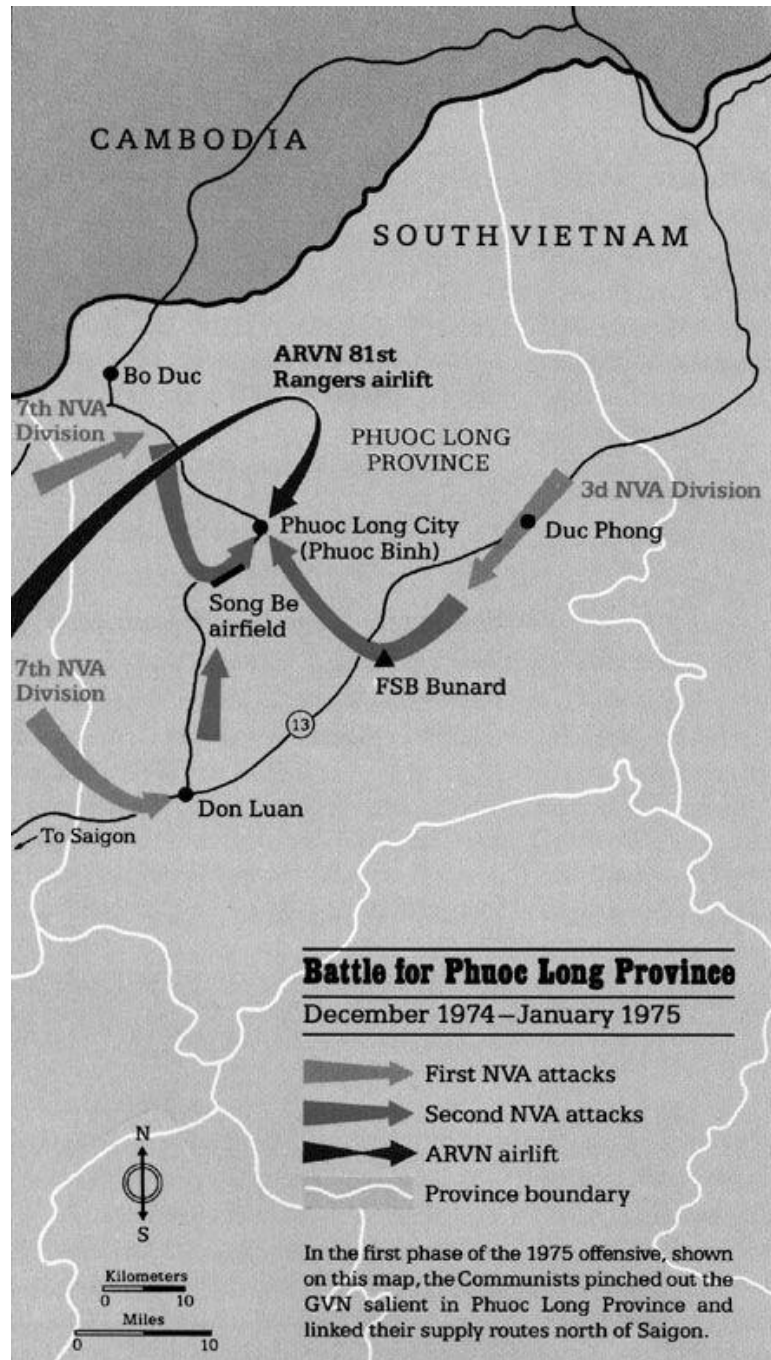 CAMBODIA
SOUTH VIETNAM
Bo Duc
ARVN 81st
Rangers airlift
7th NVA
Division
PHUOC LONG
PROVINCE
3d NVA Division
Phuoc Long City
(Phuoc Binh)
Duc Phong
Song Be
airfield
7th NVA
Division
FSB Bunard
13
Don Luan
To Saigon
Battle for Phuoc Long Province
December 1974–January 1975
First NVA attacks
Second NVA attacks
ARVN airlift
Province boundary
N
S
Kilometers
0 10
Miles
0 10
In the first phase of the 1975 offensive, shown
on this map, the Communists pinched out the
GVN salient in Phuoc Long Province and
linked their supply routes north of Saigon.